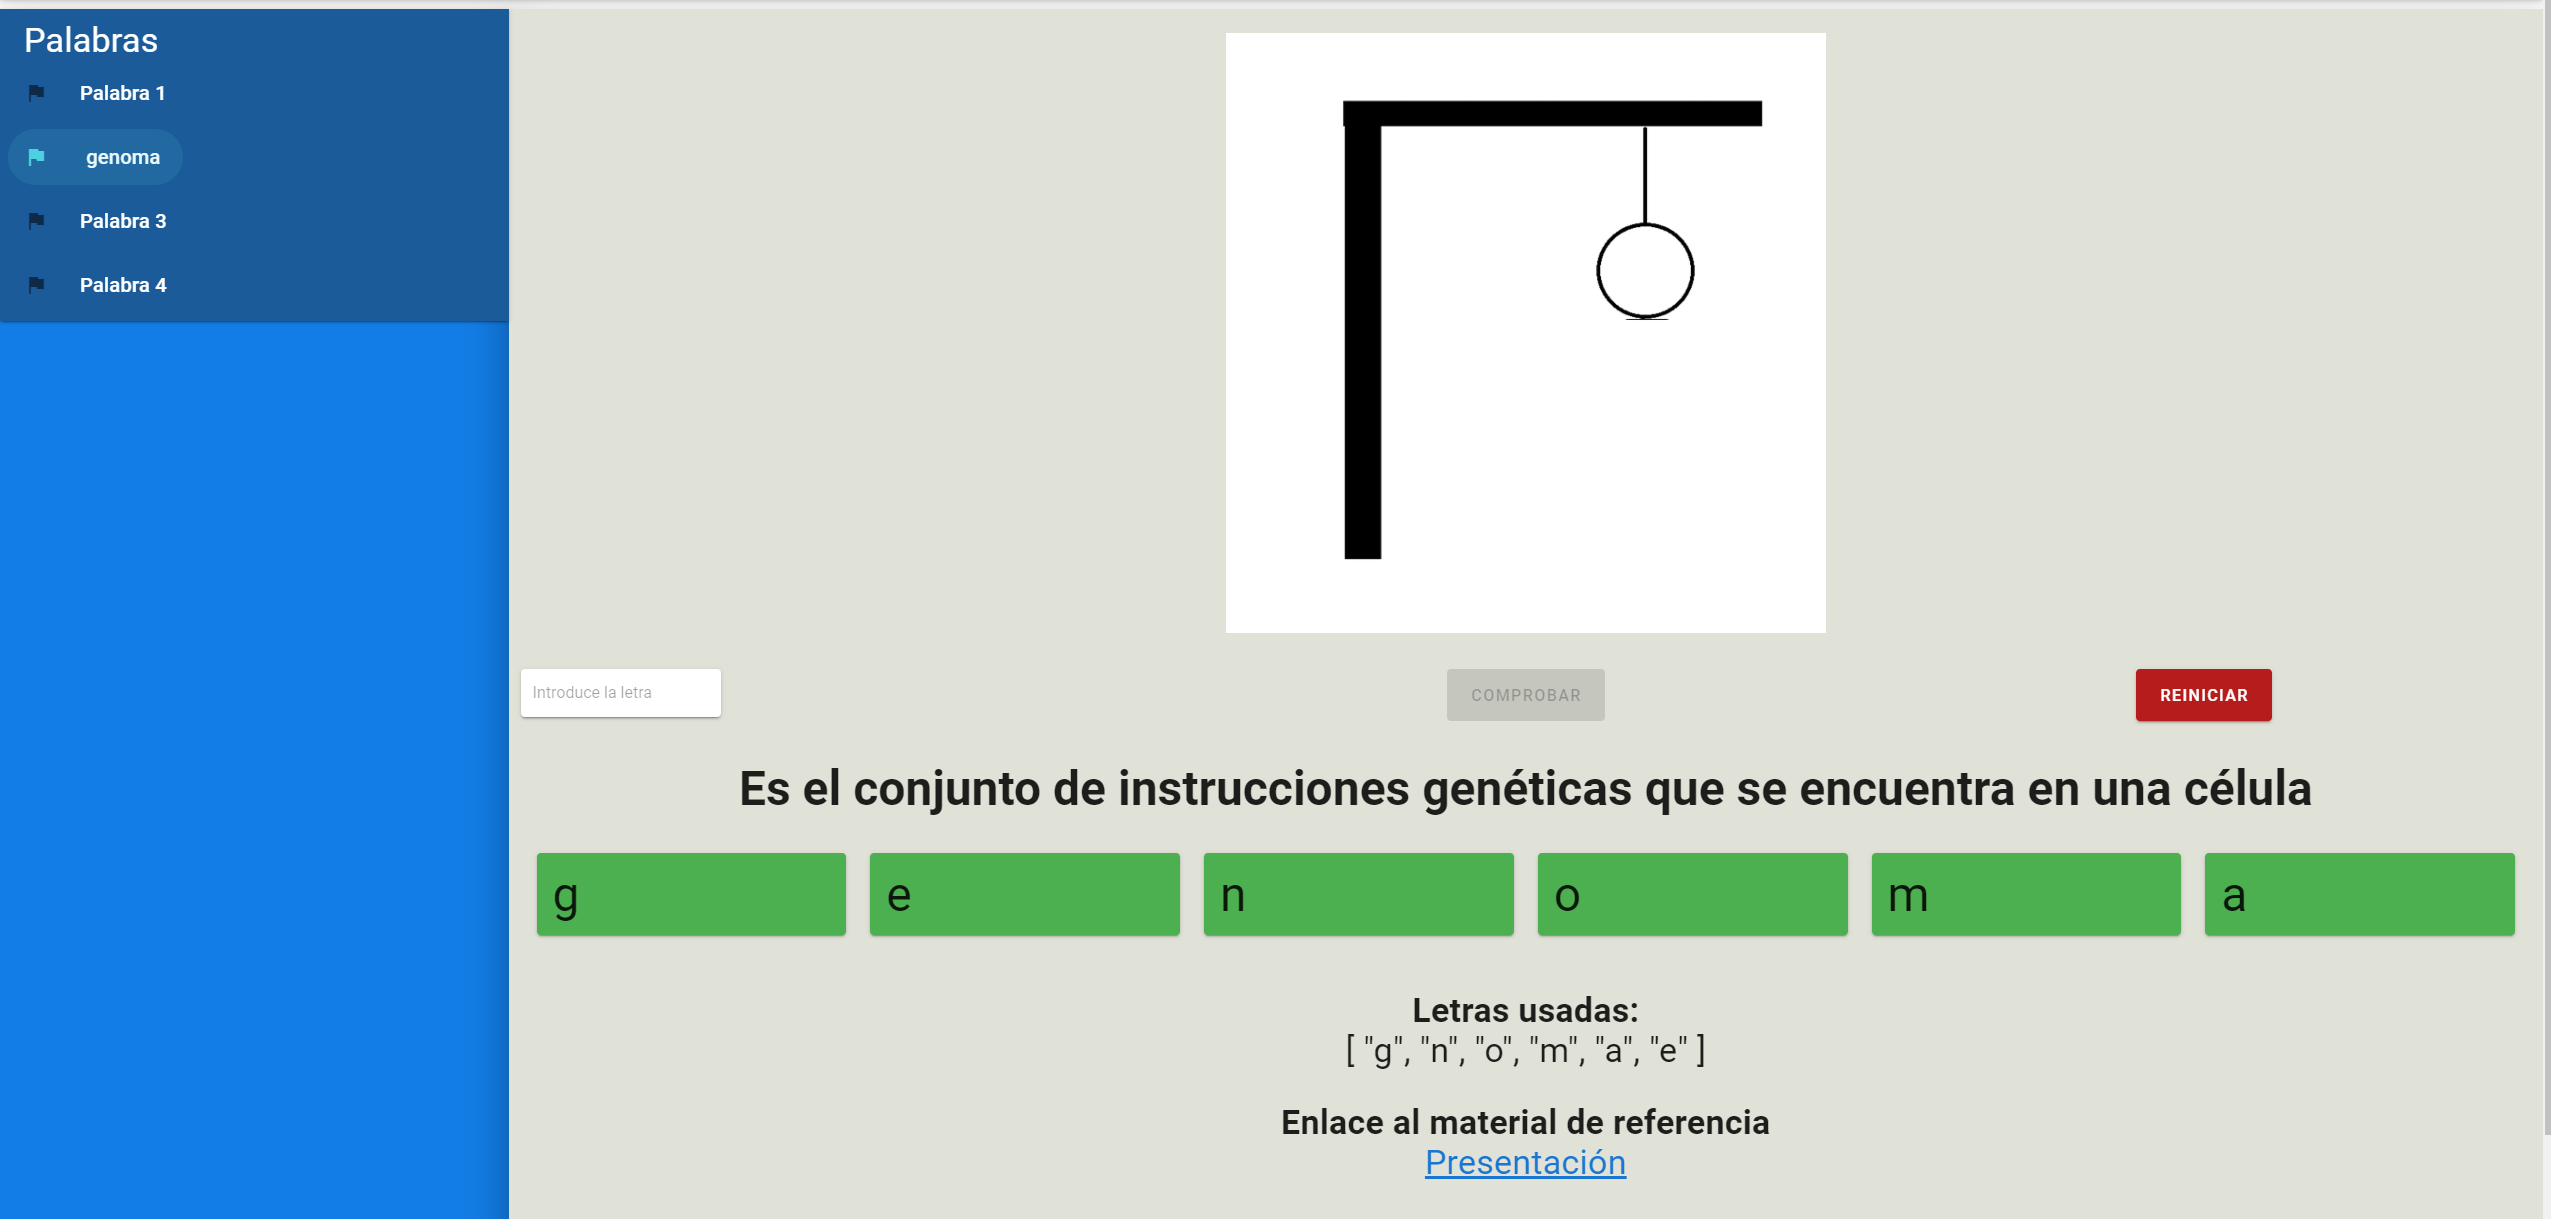 Palabras
Palabra 1
genoma
Palabra 3
Palabra 4
Introduce la letra
COMPROBAR
REINICIAR
Es el conjunto de instrucciones genéticas que se encuentra en una célula
g e n o m a
Letras usadas:
[ "g", "n", "o", "m", "a", "e" ]
Enlace al material de referencia
Presentación